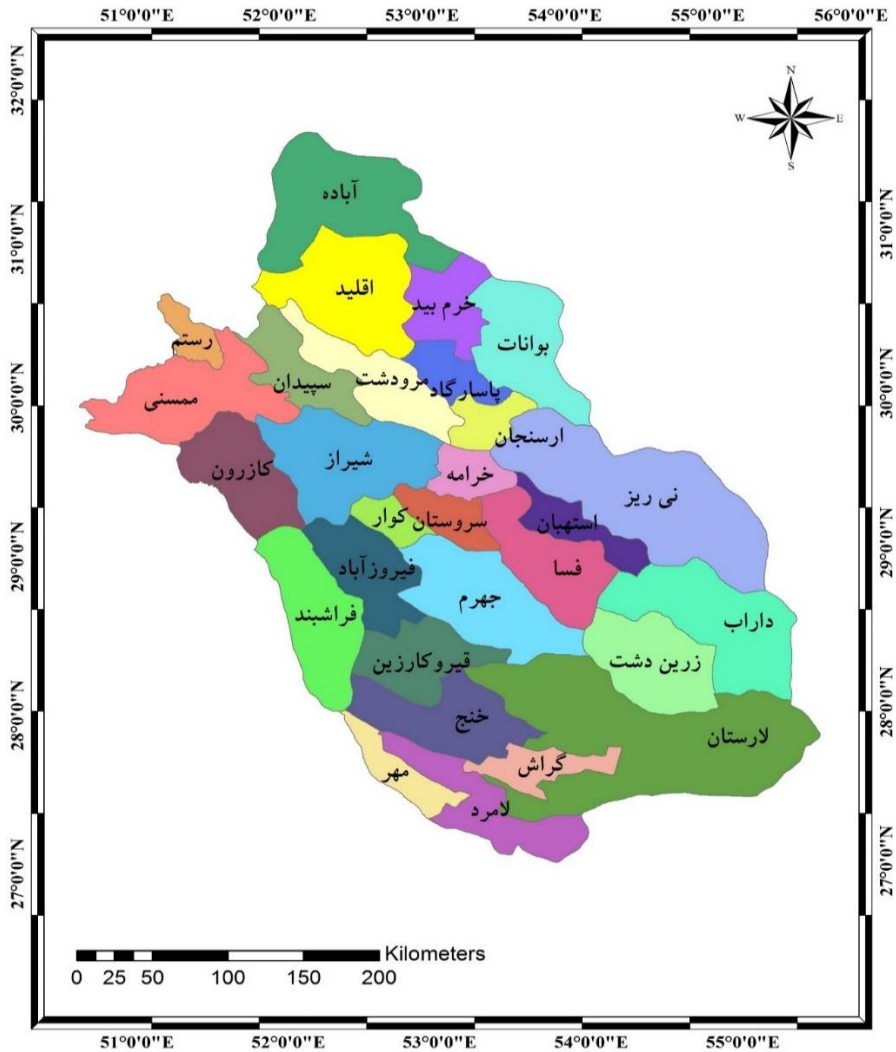 51°0'0"E 52°0'0"E 53°0'0"E 54°0'0"E 55°0'0"E 56°0'0"E
32°0'0"N
31°0'0"N
30°0'0"N
29°0'0"N
28°0'0"N
27°0'0"N
N
W E
S
آباده
اقلید
خرم بید
بوانات
رستم
سپیدان
مرودشت
پاسارگاد
ممسنی
ارسنجان
کازرون
شیراز
خرامه
نی ریز
کوار
سروستان
استهبان
فسا
فیروزآباد
جهرم
فراشبند
داراب
قیروکارزین
زرین دشت
خنج
لارستان
گراش
مهر
لامرد
32°0'0"N
31°0'0"N
30°0'0"N
29°0'0"N
28°0'0"N
27°0'0"N
Kilometers
0 25 50 100 150 200
51°0'0"E 52°0'0"E 53°0'0"E 54°0'0"E 55°0'0"E